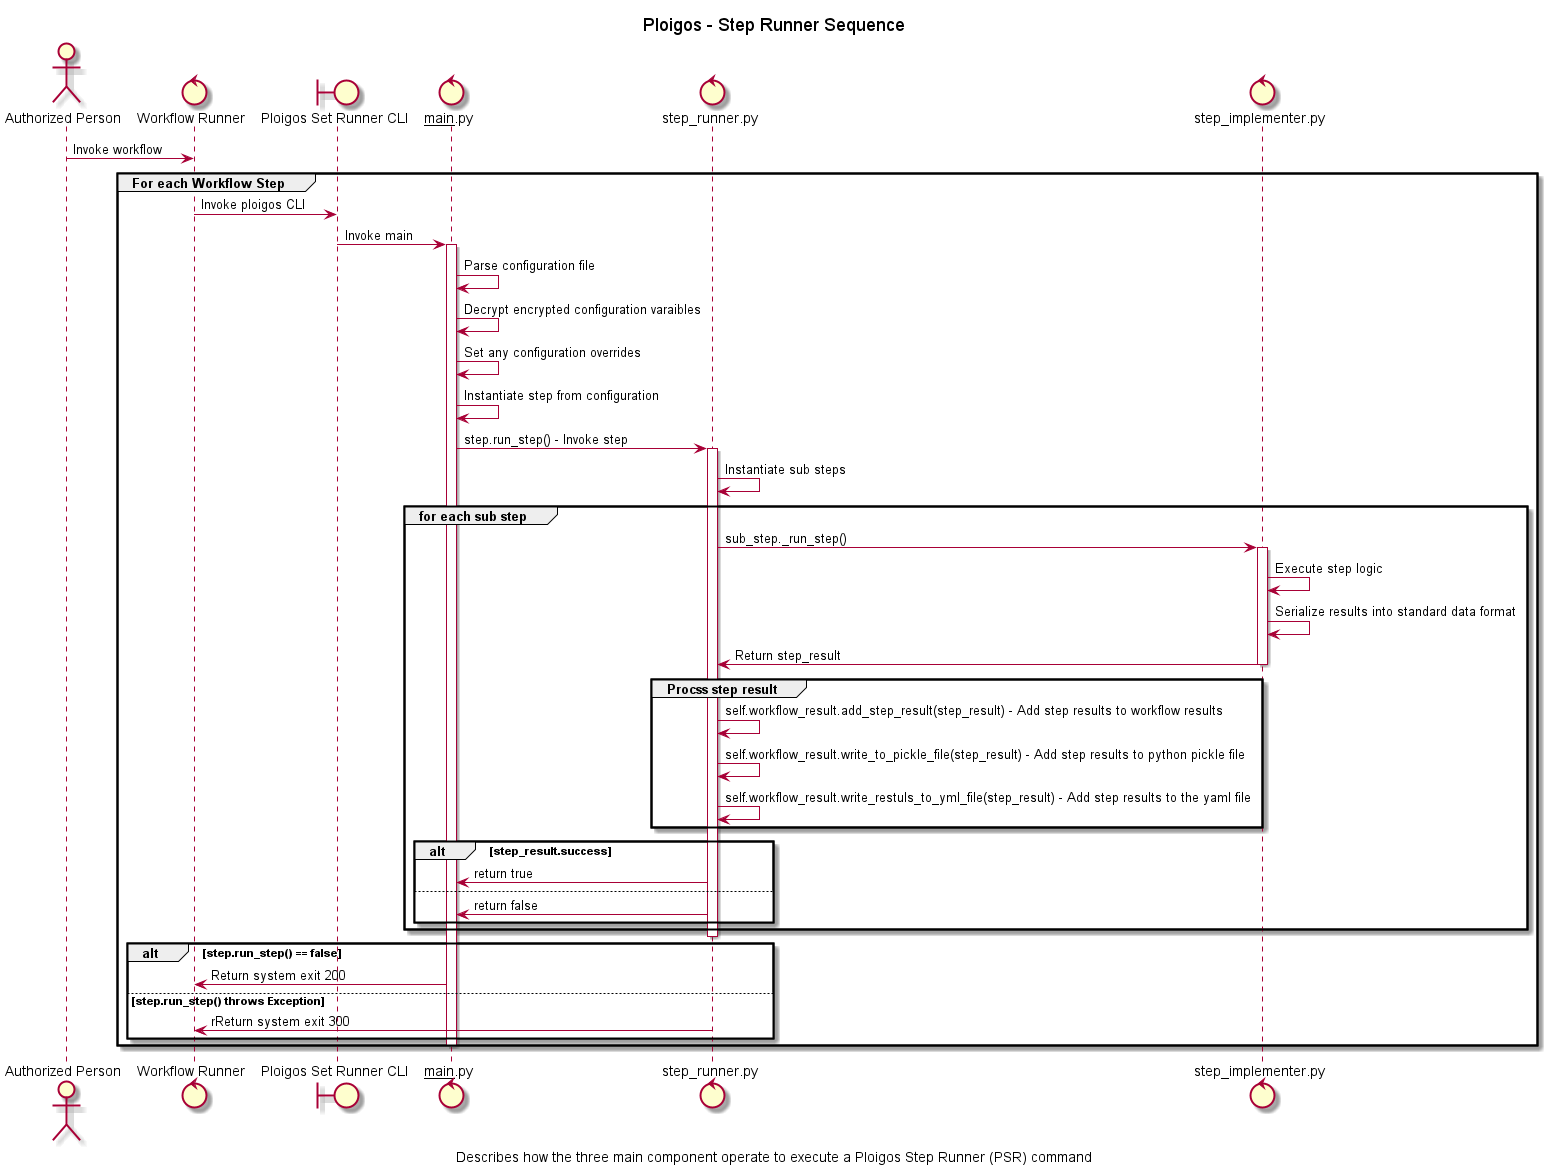 Ploigos - Step Runner Sequence
Authorized Person
Workflow Runner
Ploigos Set Runner CLI
main.py
step_runner.py
step_implementer.py
Invoke workflow
For each Workflow Step
Invoke ploigos CLI
Invoke main
Parse configuration file
Decrypt encrypted configuration varaibles
Set any configuration overrides
Instantiate step from configuration
step.run_step() - Invoke step
Instantiate sub steps
for each sub step
sub_step._run_step()
Execute step logic
Serialize results into standard data format
Return step_result
Procss step result
self.workflow_result.add_step_result(step_result) - Add step results to workflow results
self.workflow_result.write_to_pickle_file(step_result) - Add step results to python pickle file
self.workflow_result.write_restuls_to_yml_file(step_result) - Add step results to the yaml file
alt [step_result.success]
return true
return false
alt [step.run_step() == false]
Return system exit 200
[step.run_step() throws Exception]
rReturn system exit 300
Authorized Person
Workflow Runner
Ploigos Set Runner CLI
main.py
step_runner.py
step_implementer.py
Describes how the three main component operate to execute a Ploigos Step Runner (PSR) command